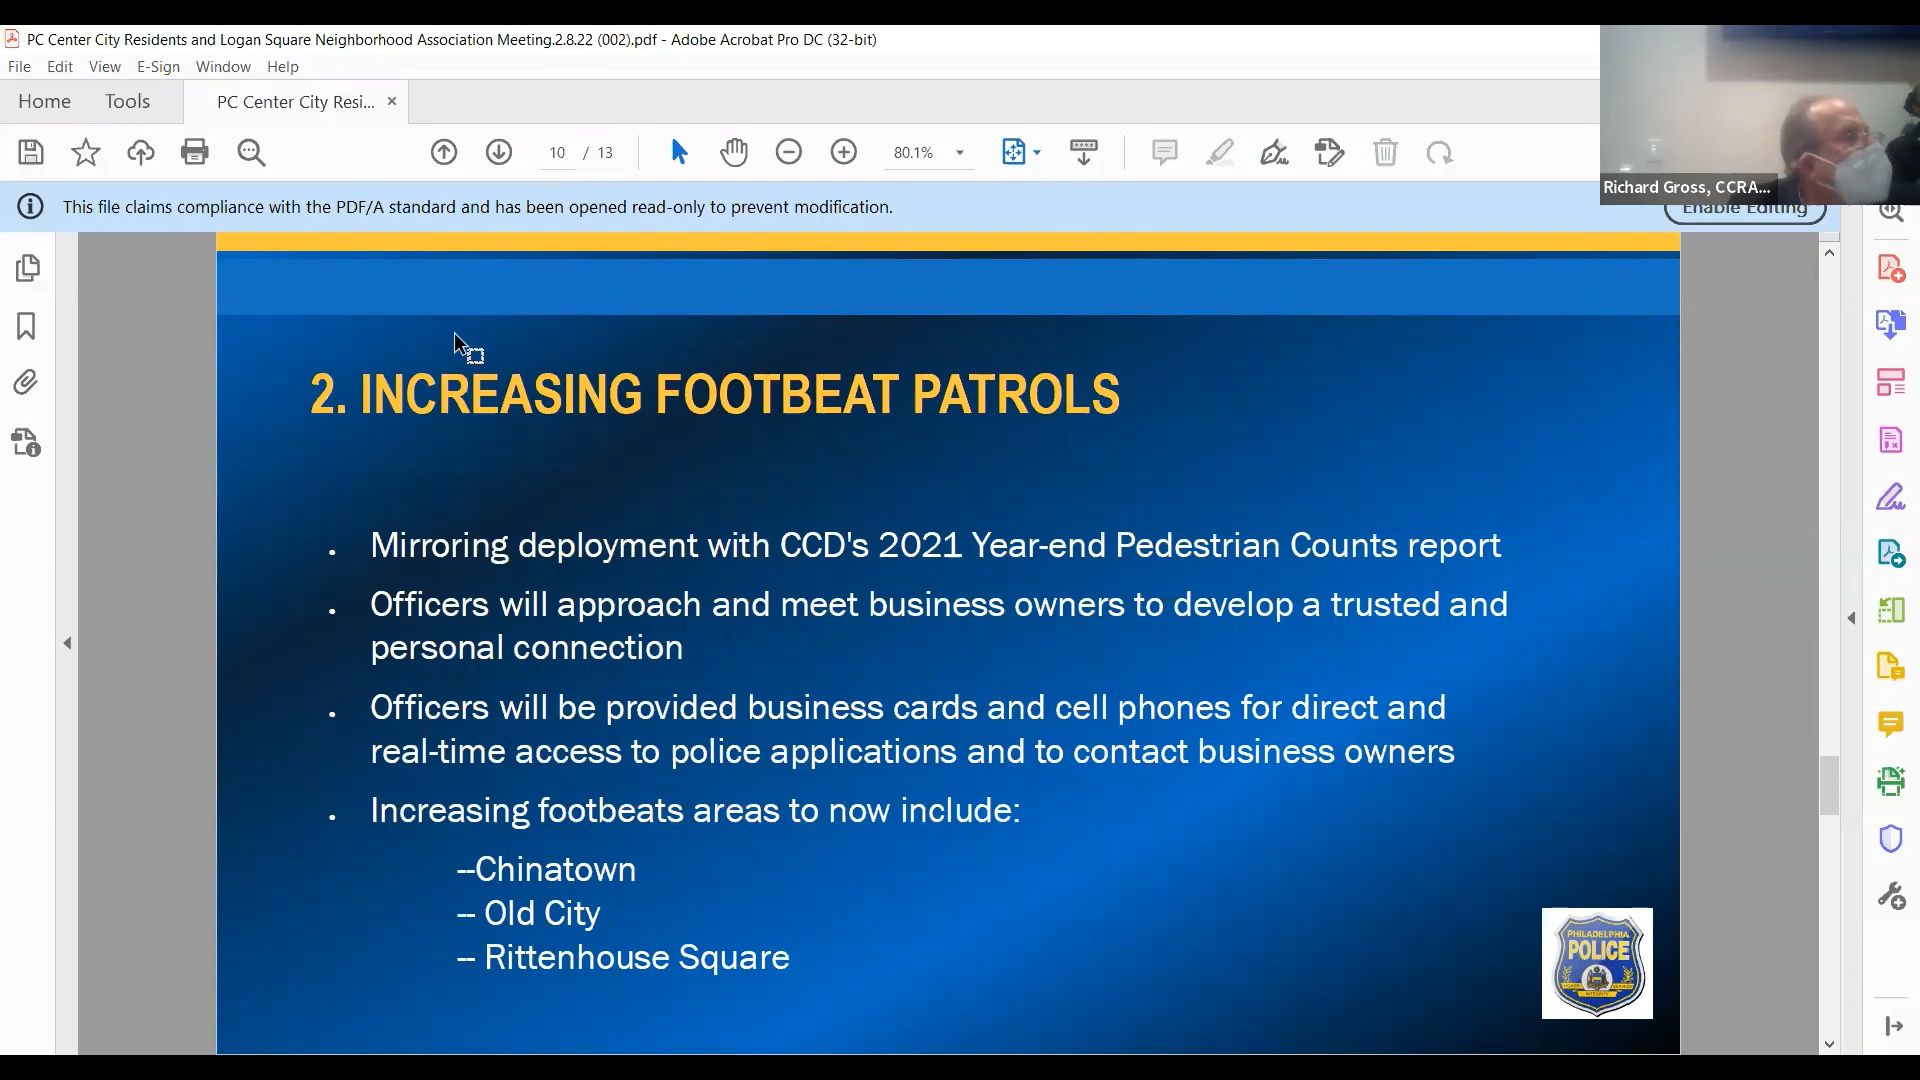 PC Center City Residents and Logan Square Neighborhood Association Meeting.2.8.22 (002).pdf - Adobe Acrobat Pro DC (32-bit)
File Edit View E-Sign Window Help
Home Tools PC Center City Resi... ×
10 / 13 80.1%
Richard Gross, CCRA...
This file claims compliance with the PDF/A standard and has been opened read-only to prevent modification.
Enable Editing
2. INCREASING FOOTBEAT PATROLS
• Mirroring deployment with CCD's 2021 Year-end Pedestrian Counts report
• Officers will approach and meet business owners to develop a trusted and
personal connection
• Officers will be provided business cards and cell phones for direct and
real-time access to police applications and to contact business owners
• Increasing footbeats areas to now include:
--Chinatown
-- Old City
-- Rittenhouse Square
PHILADELPHIA
POLICE
HONOR SERVICE
INTEGRITY